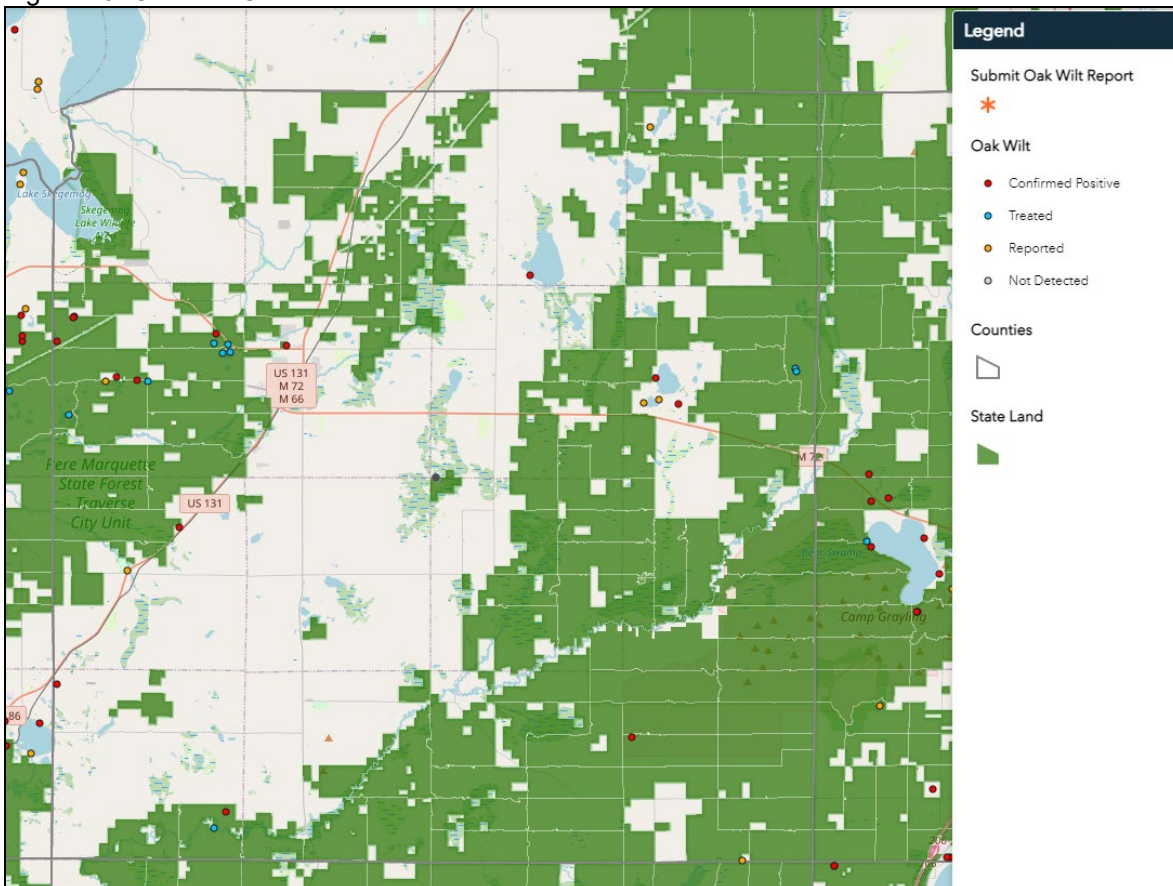 Legend
Submit Oak Wilt Report
Oak Wilt
Confirmed Positive
Treated
Reported
Not Detected
Counties
State Land
Lake Skegemog
Skegemog
Lake Wildlife
US 131
M 72
M 66
Pere Marquette
State Forest
- Traverse
City Unit
US 131
M 72
Bear Swamp
Camp Grayling
86